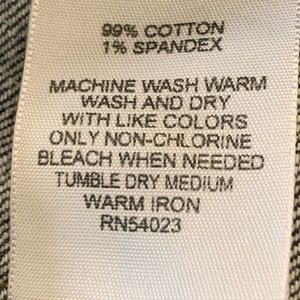 99% COTTON
1% SPANDEX
MACHINE WASH WARM
WASH AND DRY
WITH LIKE COLORS
ONLY NON-CHLORINE
BLEACH WHEN NEEDED
TUMBLE DRY MEDIUM
WARM IRON
RN54023